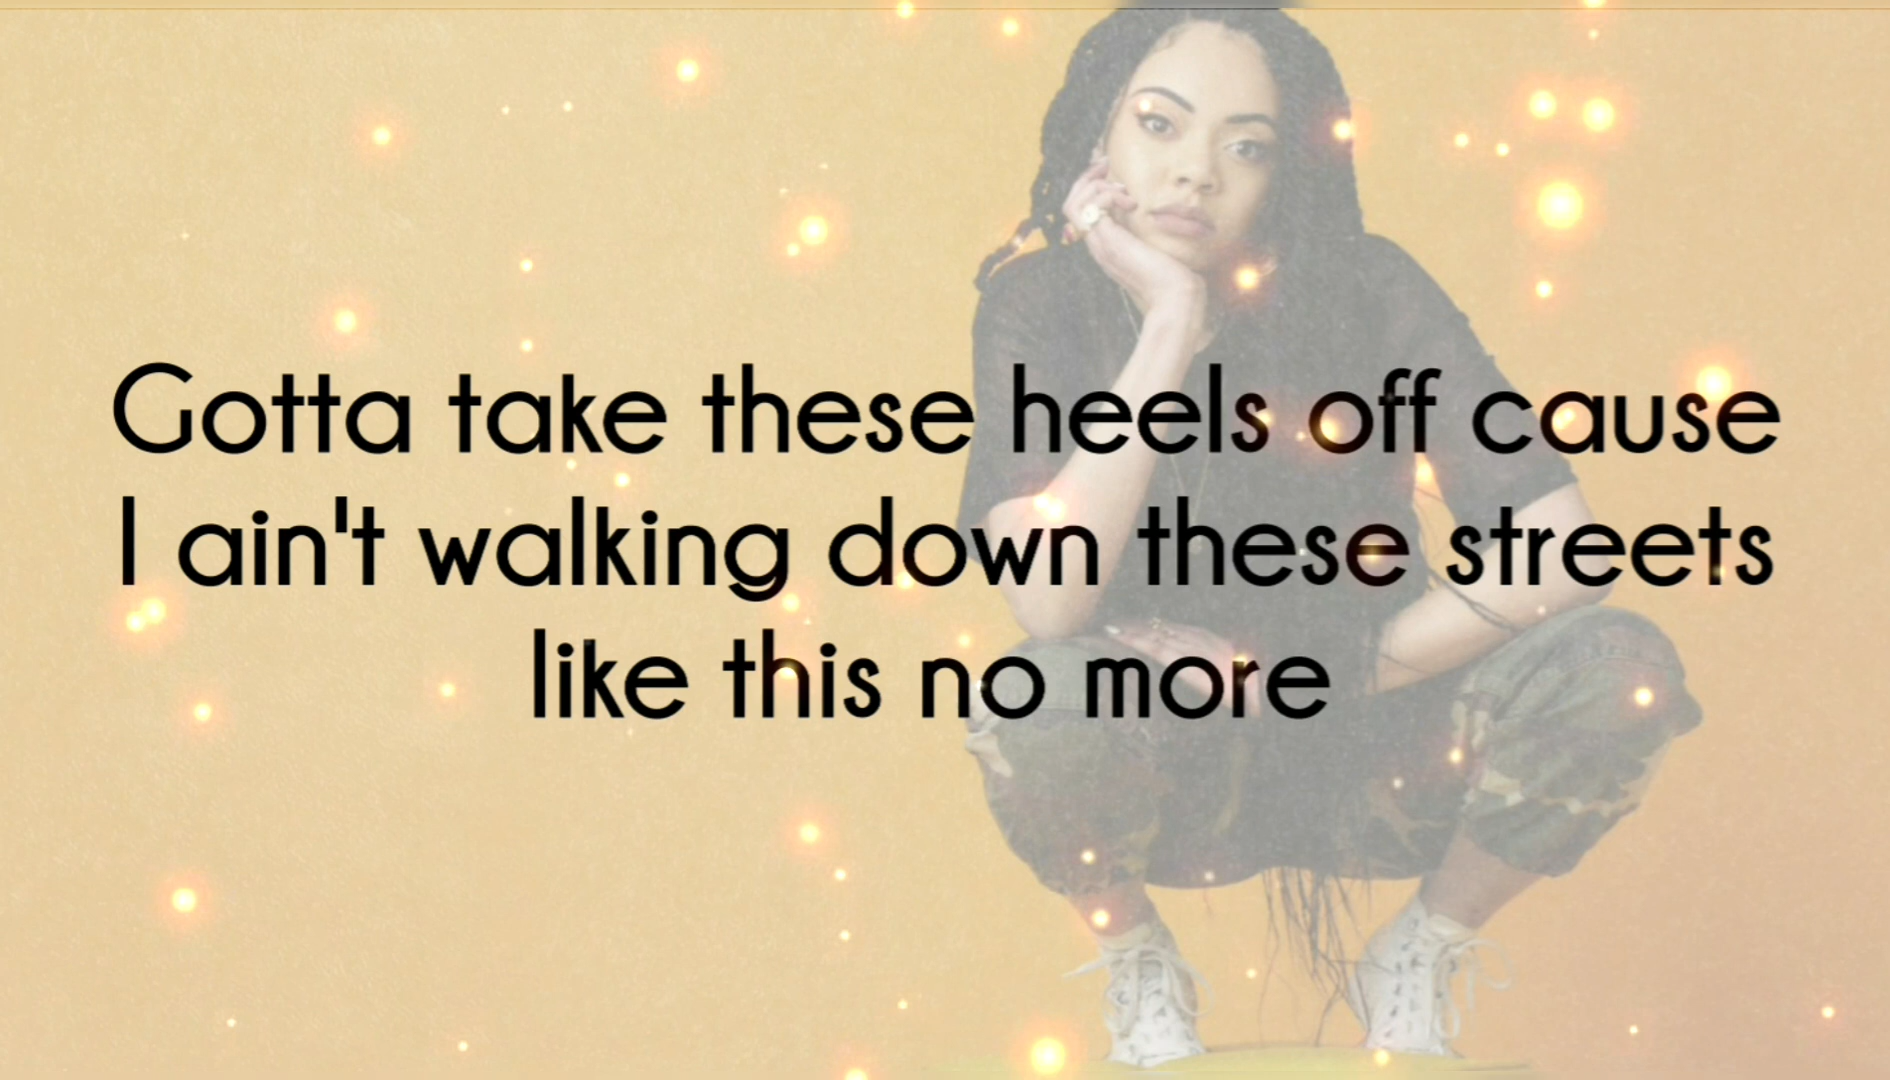 Gotta take these heels off cause
I ain't walking down these streets
like this no more